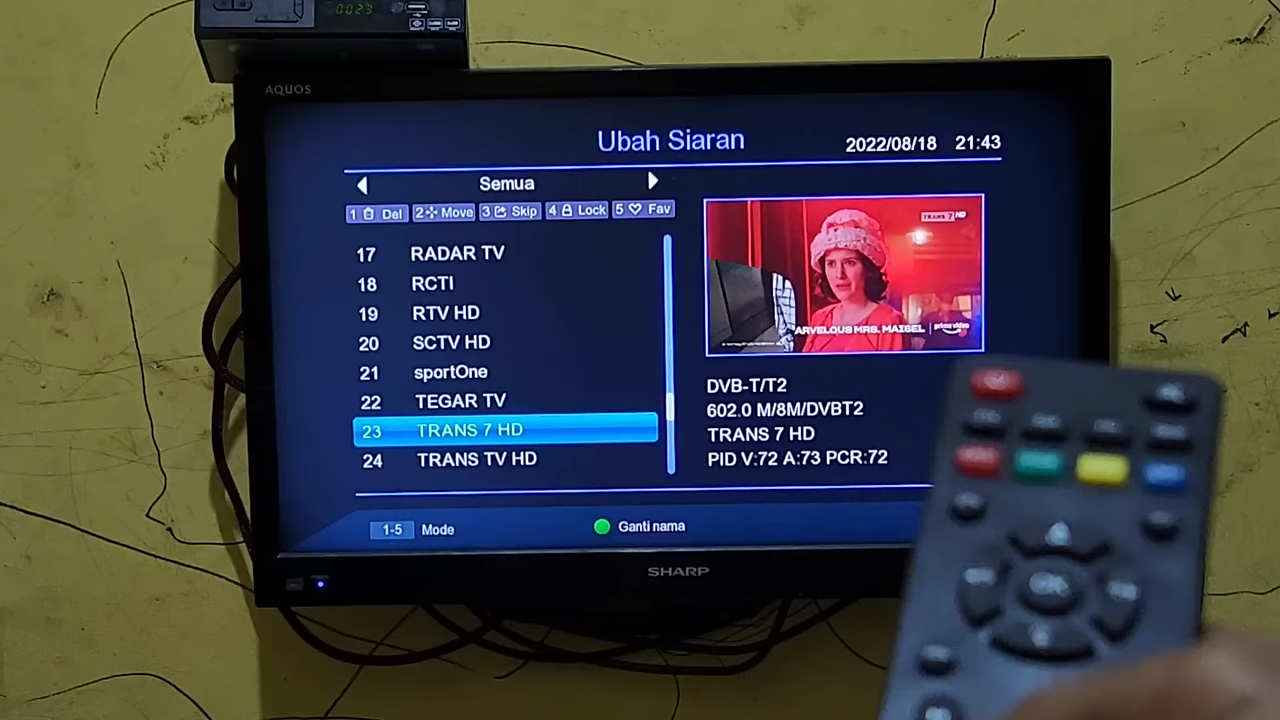 0023
AQUOS
Ubah Siaran
2022/08/18 21:43
Semua
1 Del 2 Move 3 Skip 4 Lock 5 Fav
17 RADAR TV
18 RCTI
19 RTV HD
20 SCTV HD
21 sportOne
22 TEGAR TV
23 TRANS 7 HD
24 TRANS TV HD
TRANS 7 HD
ARVELOUS MRS. MAISEL
prime video
DVB-T/T2
602.0 M/8M/DVBT2
TRANS 7 HD
PID V:72 A:73 PCR:72
1-5 Mode
Ganti nama
SHARP
OK